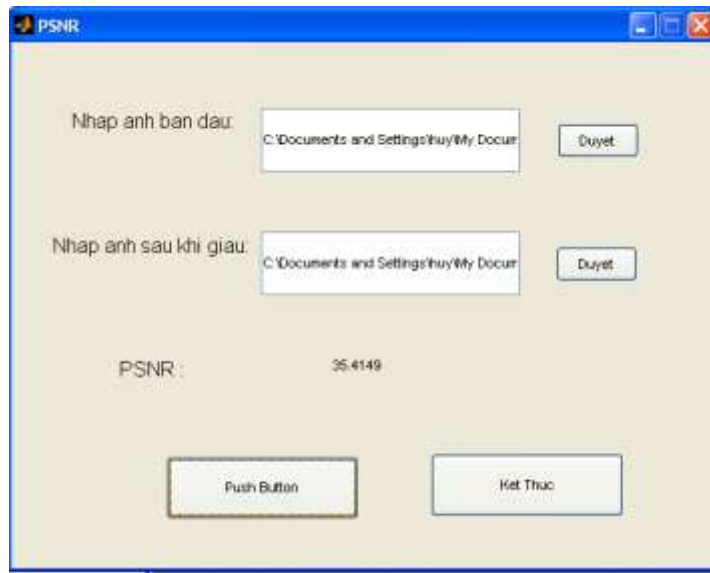 PSNR
Nhap anh ban dau:
C:\Documents and Settings\huy\My Docum
Duyet
Nhap anh sau khi giau:
C:\Documents and Settings\huy\My Docum
Duyet
PSNR :
35.4149
Push Button
Ket Thuc